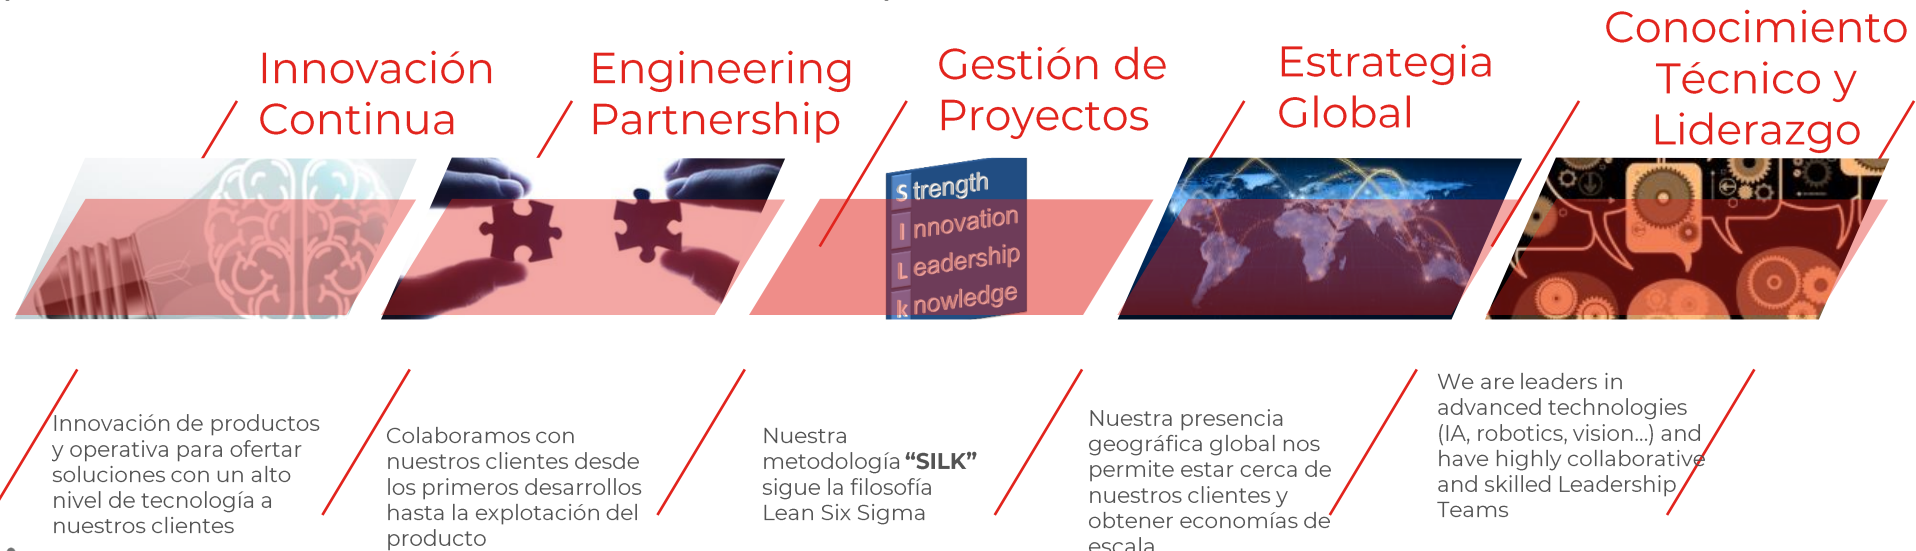 Innovación
Continua
Engineering
Partnership
Gestión de
Proyectos
Estrategia
Global
Conocimiento
Técnico y
Liderazgo
Strength
Innovation
Leadership
knowledge
Innovación de productos
y operativa para ofertar
soluciones con un alto
nivel de tecnología a
nuestros clientes
Colaboramos con
nuestros clientes desde
los primeros desarrollos
hasta la explotación del
producto
Nuestra
metodología “SILK”
sigue la filosofía
Lean Six Sigma
Nuestra presencia
geográfica global nos
permite estar cerca de
nuestros clientes y
obtener economías de
escala
We are leaders in
advanced technologies
(IA, robotics, vision...) and
have highly collaborative
and skilled Leadership
Teams